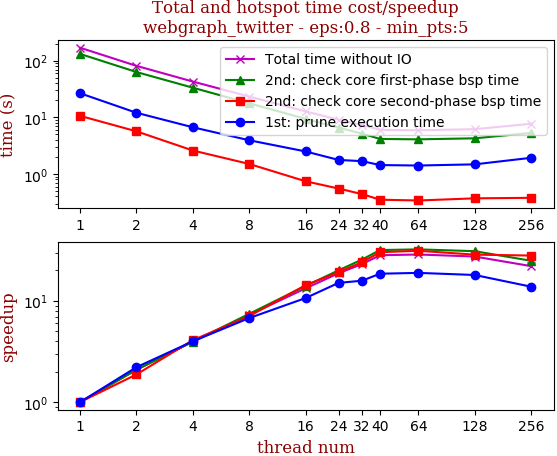 Total and hotspot time cost/speedup
webgraph_twitter - eps:0.8 - min_pts:5
time (s)
10²
10¹
10⁰
Total time without IO
2nd: check core first-phase bsp time
2nd: check core second-phase bsp time
1st: prune execution time
1 2 4 8 16 24 32 40 64 128 256
speedup
10¹
10⁰
1 2 4 8 16 24 32 40 64 128 256
thread num